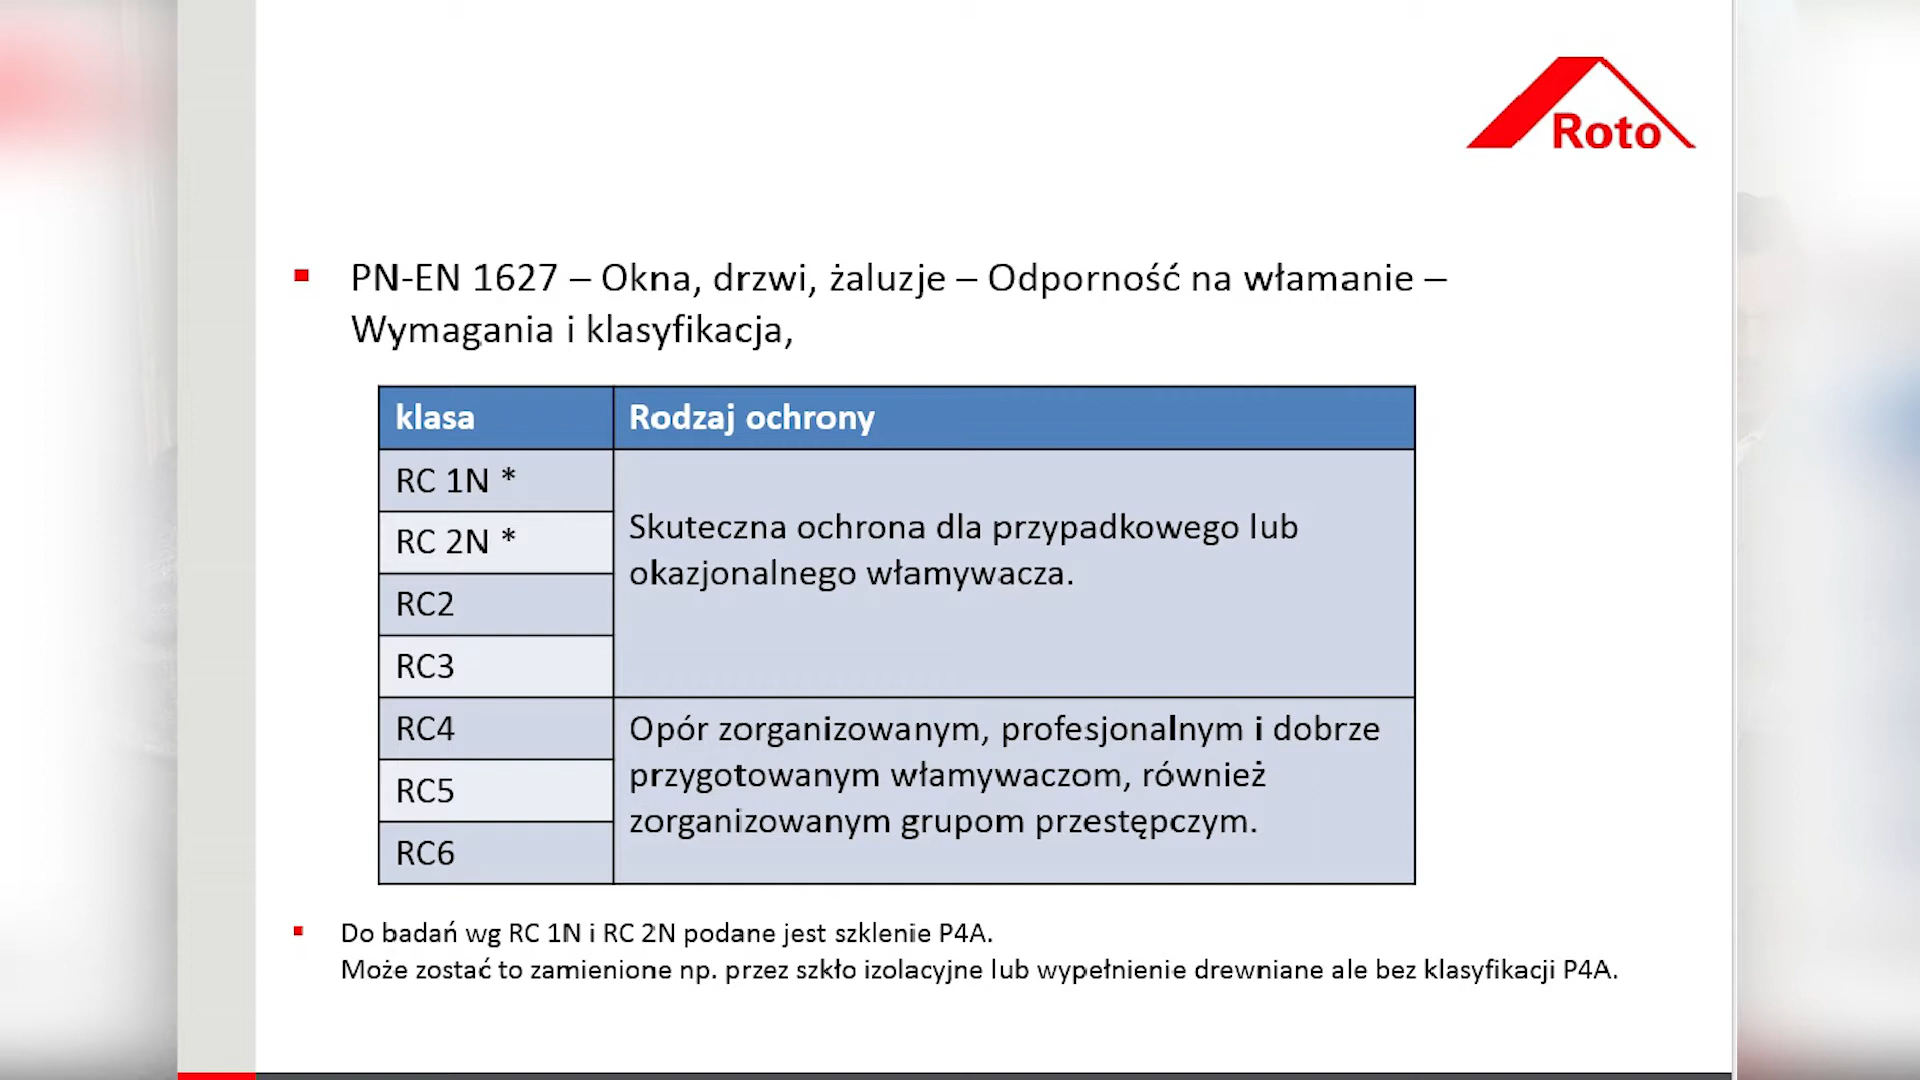 Roto
PN-EN 1627 – Okna, drzwi, żaluzje – Odporność na włamanie –
Wymagania i klasyfikacja,
klasa
Rodzaj ochrony
RC 1N *
RC 2N *
RC2
RC3
Skuteczna ochrona dla przypadkowego lub
okazjonalnego włamywacza.
RC4
RC5
RC6
Opór zorganizowanym, profesjonalnym i dobrze
przygotowanym włamywaczom, również
zorganizowanym grupom przestępczym.
Do badań wg RC 1N i RC 2N podane jest szklenie P4A.
Może zostać to zamienione np. przez szkło izolacyjne lub wypełnienie drewniane ale bez klasyfikacji P4A.